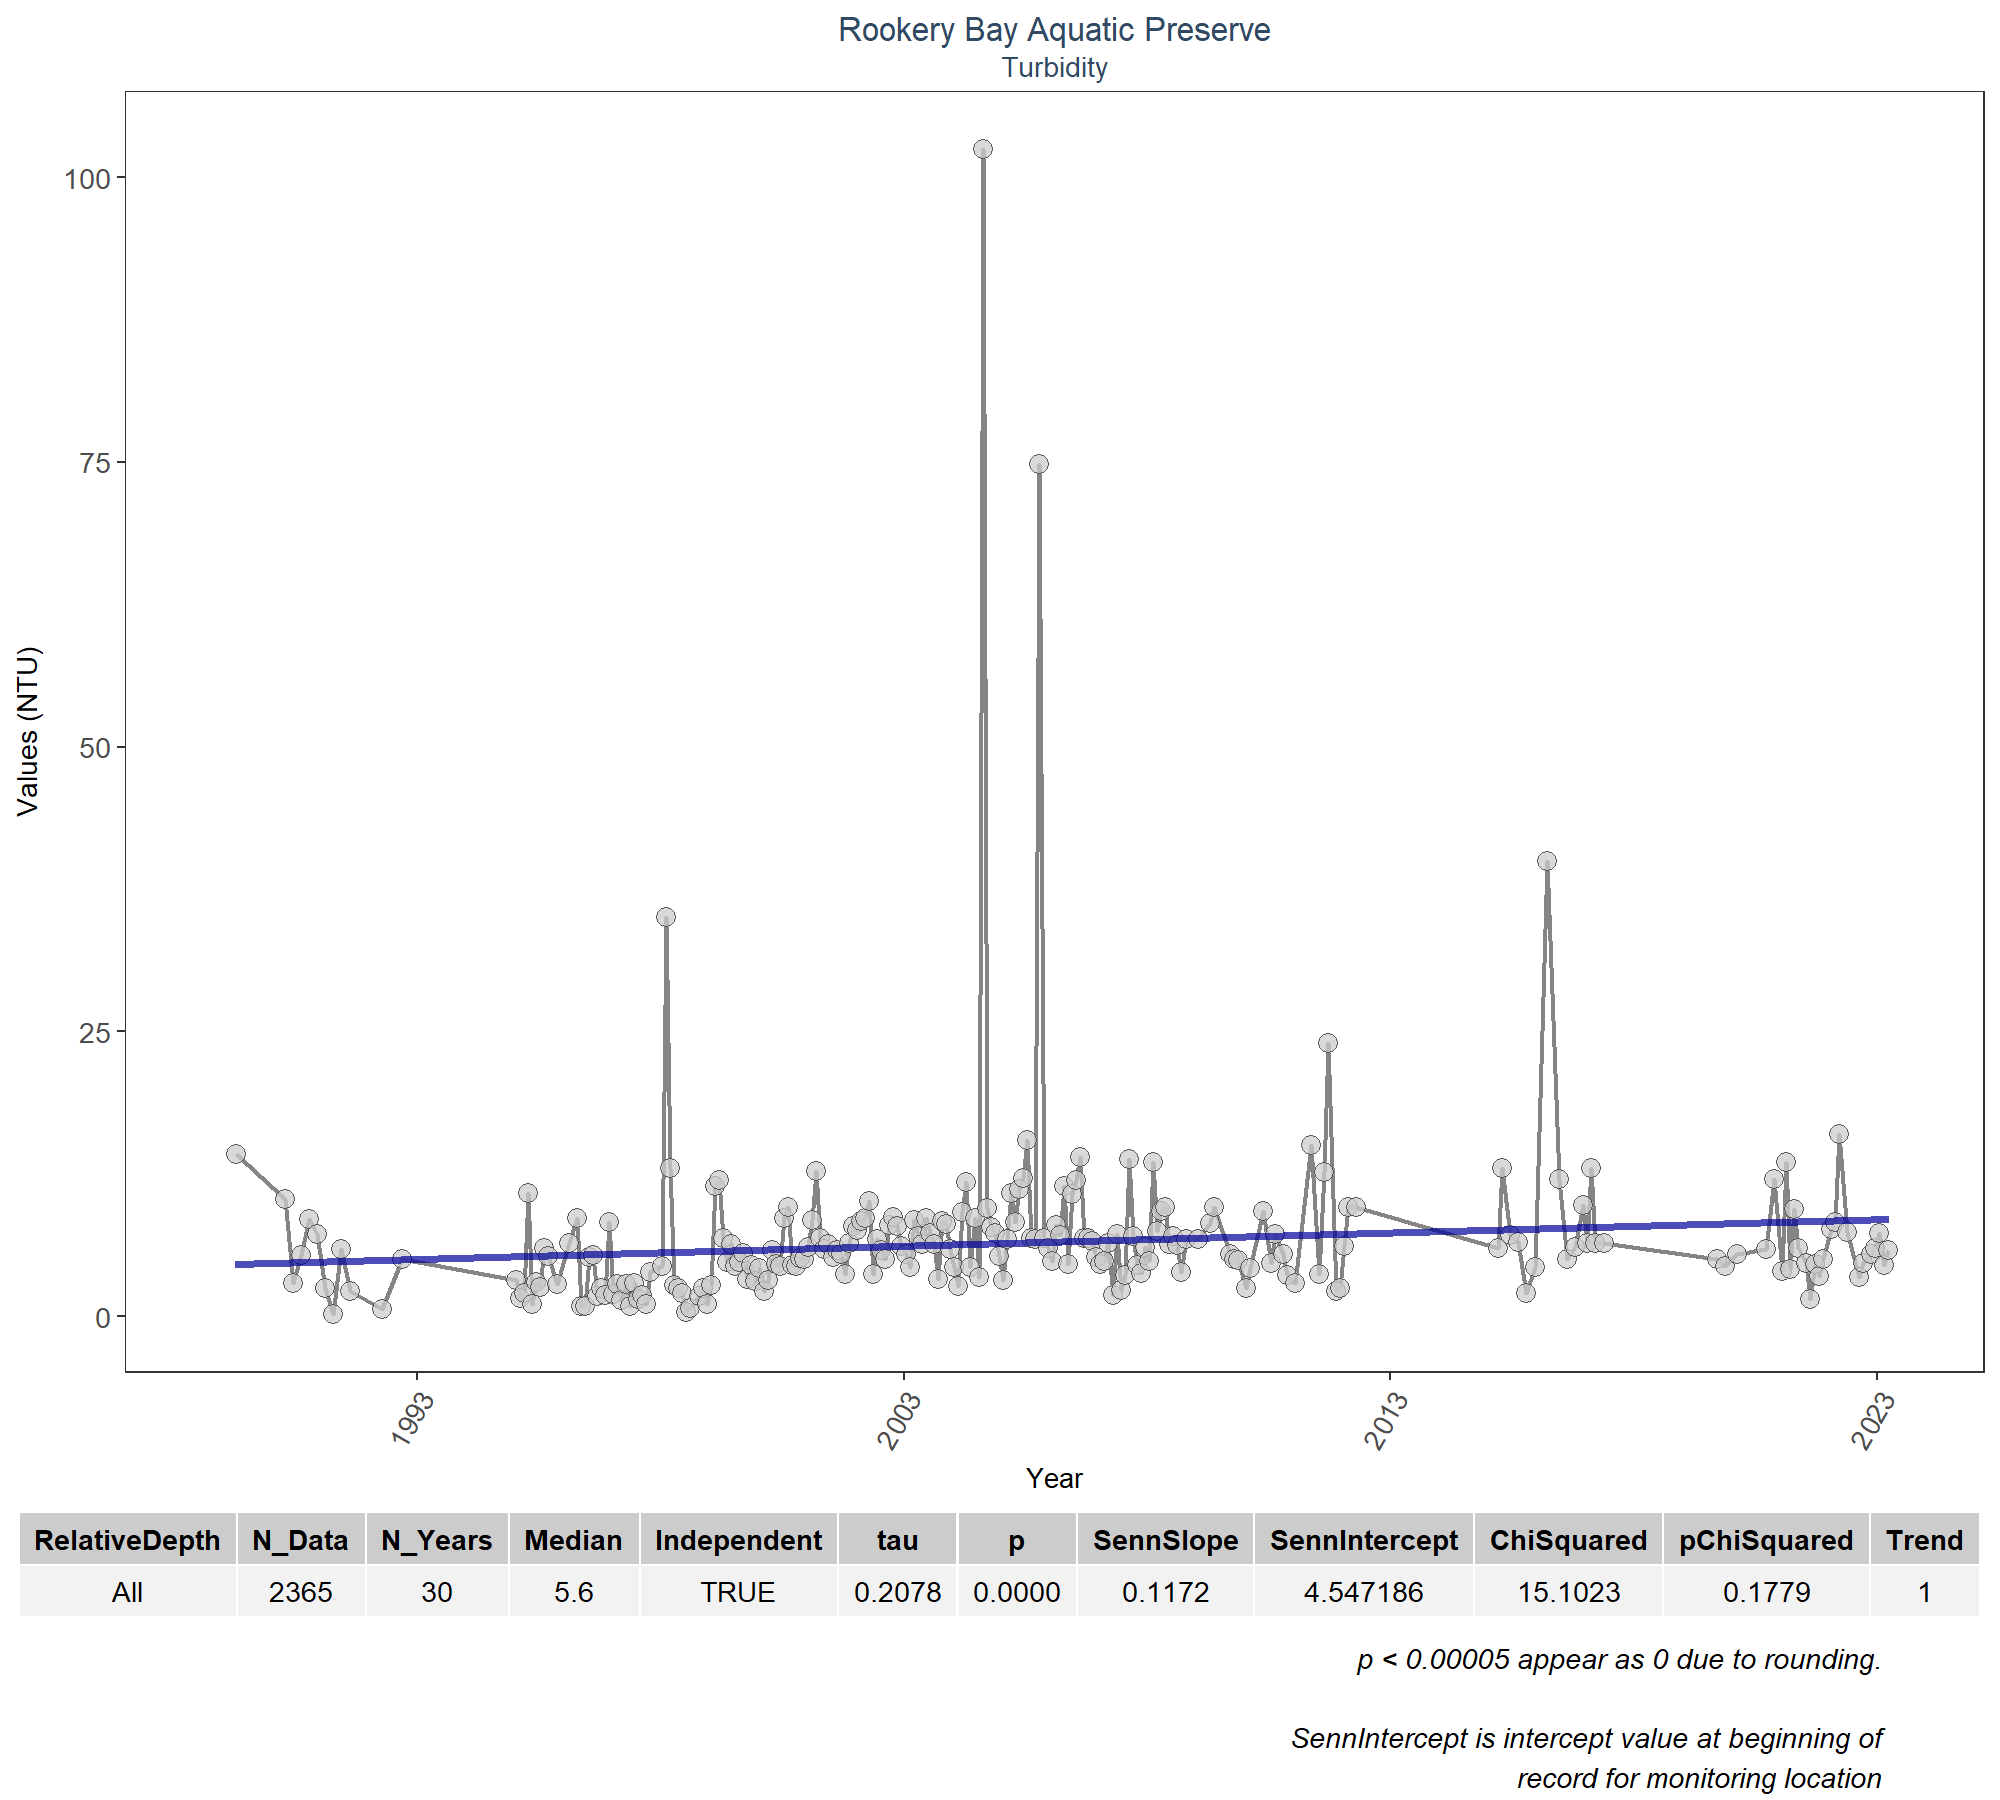 Rookery Bay Aquatic Preserve
Turbidity
Values (NTU)
100
75
50
25
0
1993 2003 2013 2023
Year
RelativeDepth N_Data N_Years Median Independent tau p SennSlope SennIntercept ChiSquared pChiSquared Trend
All 2365 30 5.6 TRUE 0.2078 0.0000 0.1172 4.547186 15.1023 0.1779 1
p < 0.00005 appear as 0 due to rounding.
SennIntercept is intercept value at beginning of
record for monitoring location